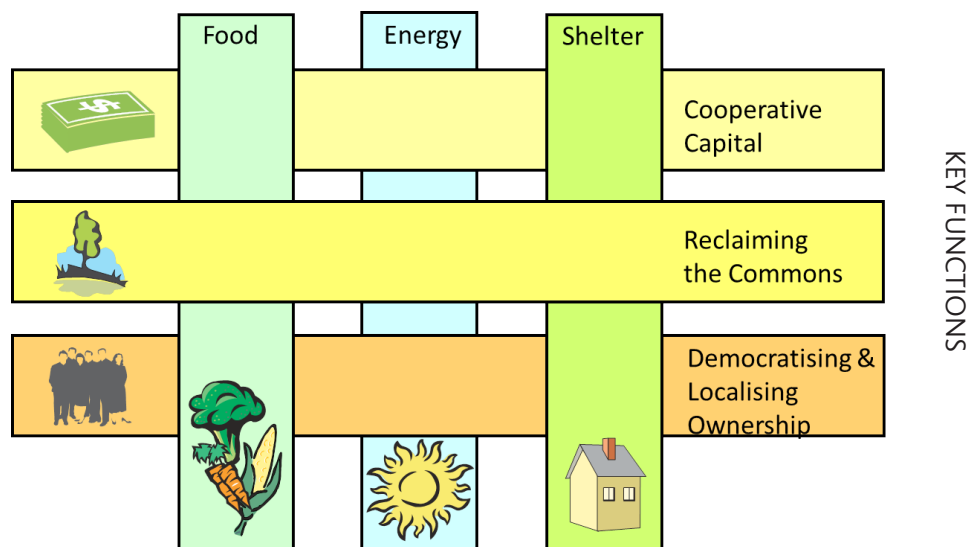 Food
Energy
Shelter
Cooperative
Capital
Reclaiming
the Commons
Democratising &
Localising
Ownership
KEY FUNCTIONS
$